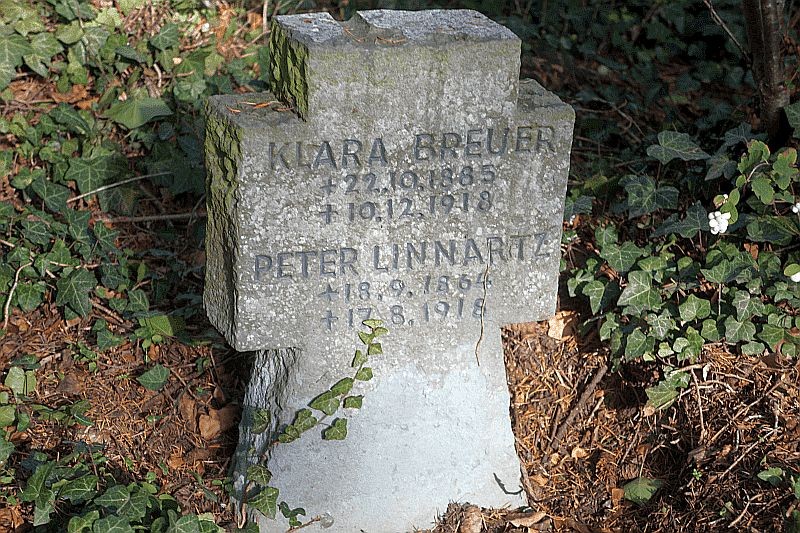 KLARA BREUER
+22.10.1885
+10.12.1918
PETER LINNARTZ
+18.9.1864
+17.8.1918